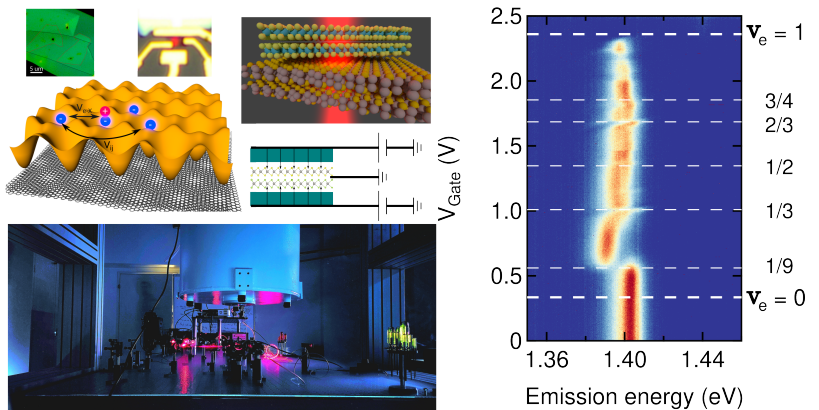 5 um
V_e-x
V_ij
V_Gate (V)
2.5
2.0
1.5
1.0
0.5
0
𝐯_e = 1
3/4
2/3
1/2
1/3
1/9
𝐯_e = 0
1.36
1.40
1.44
Emission energy (eV)